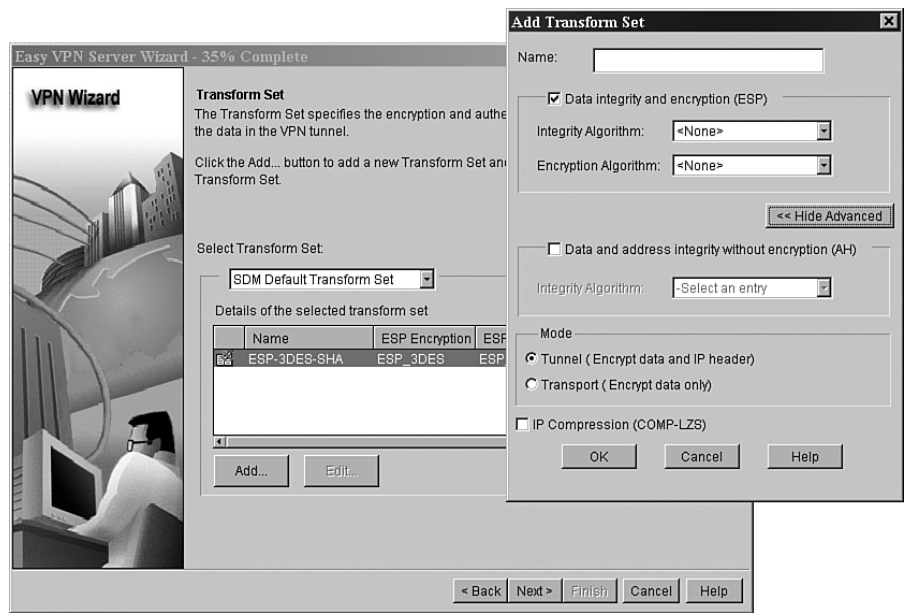 Easy VPN Server Wizard - 35% Complete
VPN Wizard
Transform Set
The Transform Set specifies the encryption and authe
the data in the VPN tunnel.
Click the Add... button to add a new Transform Set an
Transform Set.
Select Transform Set:
SDM Default Transform Set
Details of the selected transform set
Name ESP Encryption ESP
ESP-3DES-SHA ESP_3DES ESP
Add... Edit...
< Back Next > Finish Cancel Help
Add Transform Set
Name:
Data integrity and encryption (ESP)
Integrity Algorithm: <None>
Encryption Algorithm: <None>
<< Hide Advanced
Data and address integrity without encryption (AH)
Integrity Algorithm: -Select an entry
Mode
Tunnel ( Encrypt data and IP header)
Transport ( Encrypt data only)
IP Compression (COMP-LZS)
OK Cancel Help